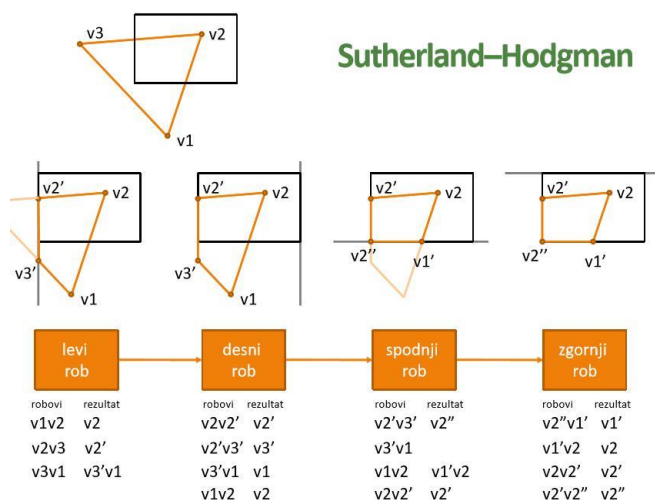 Sutherland–Hodgman
v3
v2
v1
v2'
v2
v3'
v1
v2'
v2
v3'
v1
v2'
v2
v2''
v1'
v2'
v2
v2''
v1'
levi
rob
desni
rob
spodnji
rob
zgornji
rob
robovi rezultat
v1v2 v2
v2v3 v2'
v3v1 v3'v1
robovi rezultat
v2v2' v2'
v2'v3' v3'
v3'v1 v1
v1v2 v2
robovi rezultat
v2'v3' v2''
v3'v1
v1v2 v1'v2
v2v2' v2'
robovi rezultat
v2''v1' v1'
v1'v2 v2
v2v2' v2'
v2'v2'' v2''